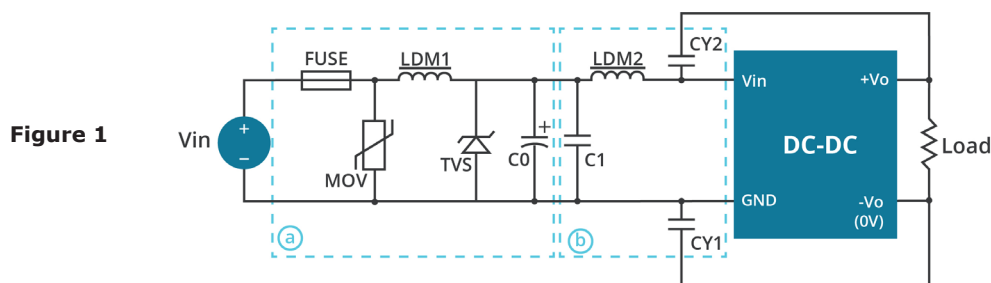 Figure 1
Vin
+
−
FUSE
LDM1
MOV
TVS
+
C0
a
C1
LDM2
b
CY2
CY1
Vin
GND
DC-DC
+Vo
-Vo
(0V)
Load